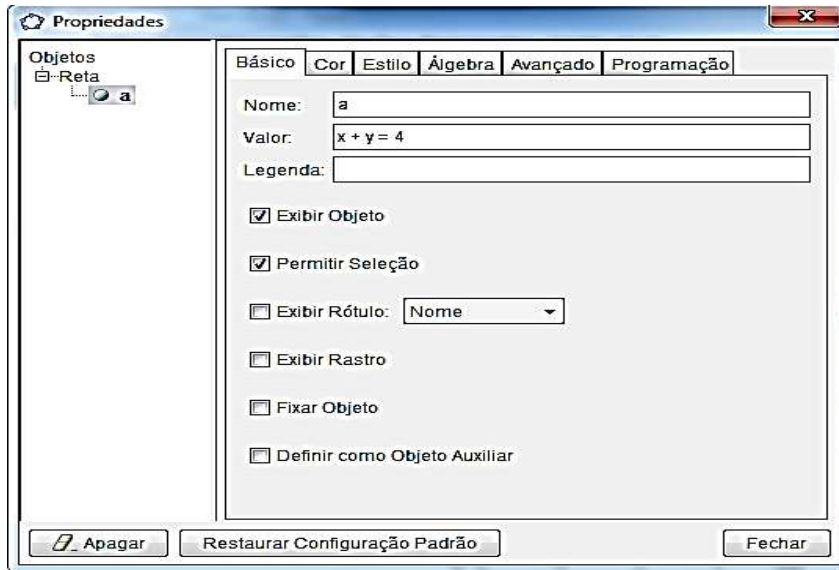 Propriedades
Objetos
Reta
a
Básico Cor Estilo Álgebra Avançado Programação
Nome: a
Valor: x + y = 4
Legenda:
Exibir Objeto
Permitir Seleção
Exibir Rótulo: Nome
Exibir Rastro
Fixar Objeto
Definir como Objeto Auxiliar
Apagar Restaurar Configuração Padrão Fechar